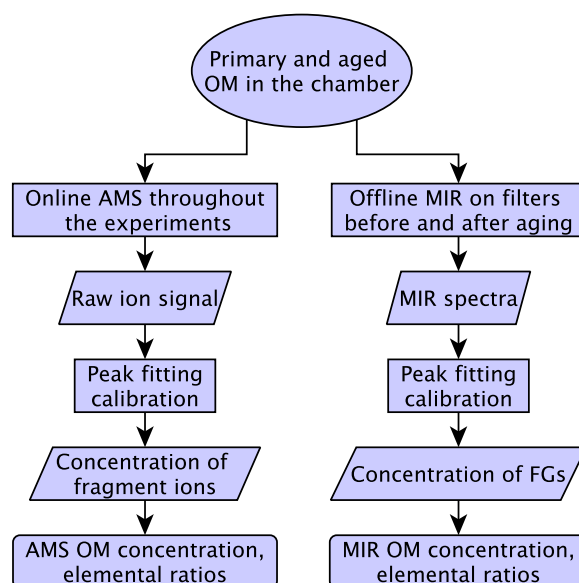 Primary and aged
OM in the chamber
Online AMS throughout
the experiments
Raw ion signal
Peak fitting
calibration
Concentration of
fragment ions
AMS OM concentration,
elemental ratios
Offline MIR on filters
before and after aging
MIR spectra
Peak fitting
calibration
Concentration of FGs
MIR OM concentration,
elemental ratios